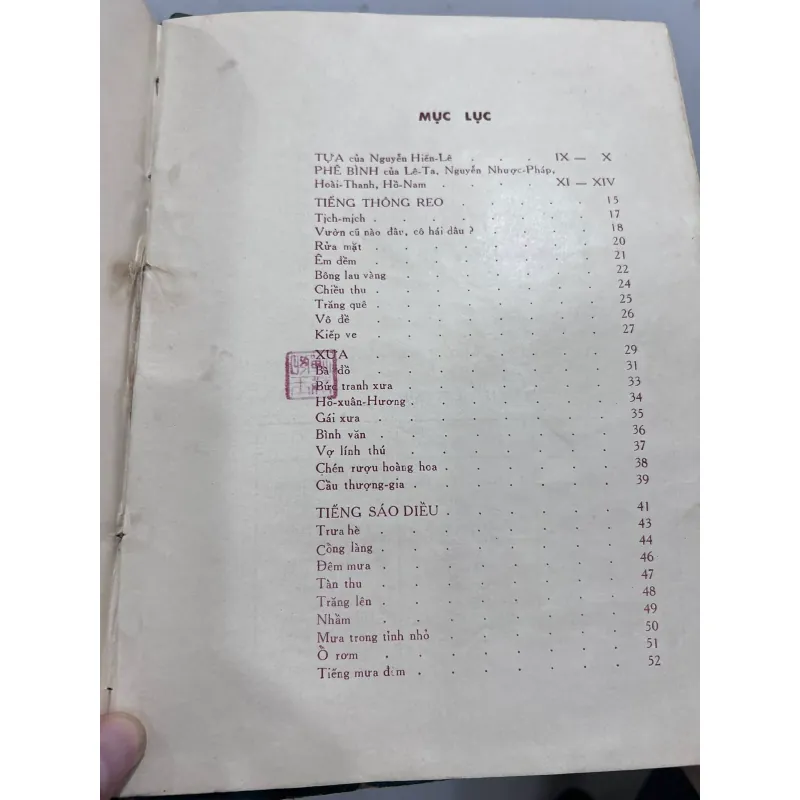 MỤC LỤC
TỰA của Nguyễn Hiến-Lê . . . IX — X
PHÊ BÌNH của Lê-Ta, Nguyễn Nhược-Pháp,
Hoài-Thanh, Hồ-Nam . . . . XI — XIV
TIẾNG THÔNG REO . . . . . 15
Tịch-mịch . . . . . . . 17
Vườn cũ nào đâu, cô hái dâu ? . . . . 18
Rửa mặt . . . . . . . 20
Êm đềm . . . . . . . 21
Bông lau vàng . . . . . . 22
Chiều thu . . . . . . . 24
Trăng quê . . . . . . . 25
Vô đề . . . . . . . 26
Kiếp ve . . . . . . . 27
XƯA . . . . . . . 29
Bà đồ . . . . . . . 31
Bức tranh xưa . . . . . . 33
Hồ-xuân-Hương . . . . . . 34
Gái xưa . . . . . . . 35
Bình văn . . . . . . . 36
Vợ lính thú . . . . . . 37
Chén rượu hoàng hoa . . . . . 38
Cầu thượng-gia . . . . . . 39
TIẾNG SÁO DIỀU . . . . . . 41
Trưa hè . . . . . . . 43
Cồng làng . . . . . . . 44
Đêm mưa . . . . . . . 46
Tàn thu . . . . . . . 47
Trăng lên . . . . . . . 48
Nhầm . . . . . . . 49
Mưa trong tỉnh nhỏ . . . . . . 50
Ồ rơm . . . . . . . 51
Tiếng mưa đêm . . . . . . 52